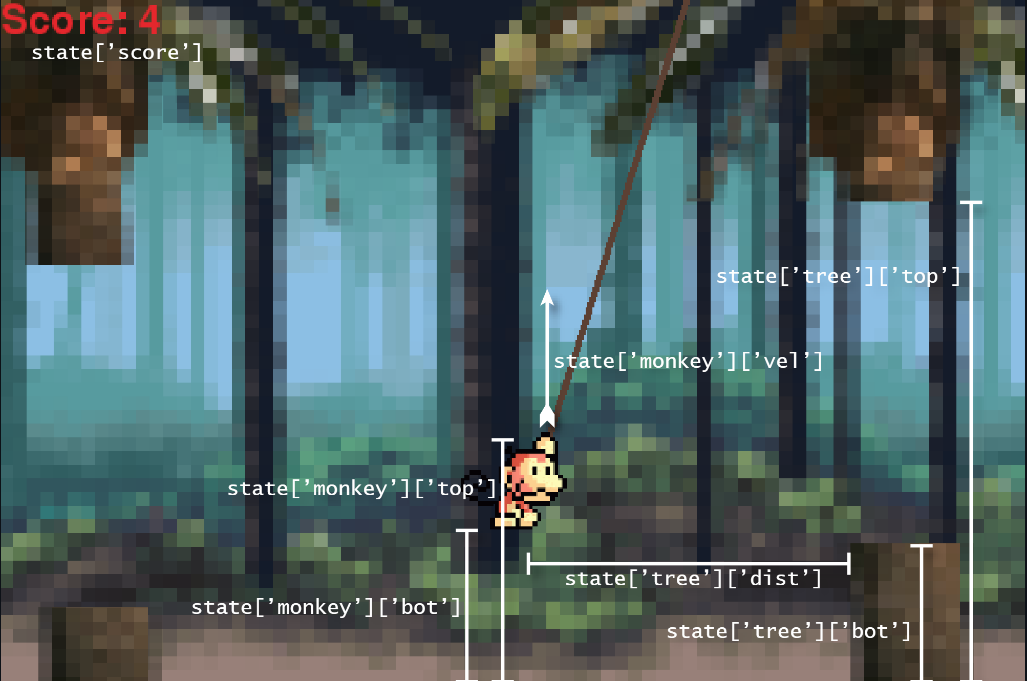 Score: 4
state['score']
state['tree']['top']
state['monkey']['vel']
state['monkey']['top']
state['tree']['dist']
state['monkey']['bot']
state['tree']['bot']